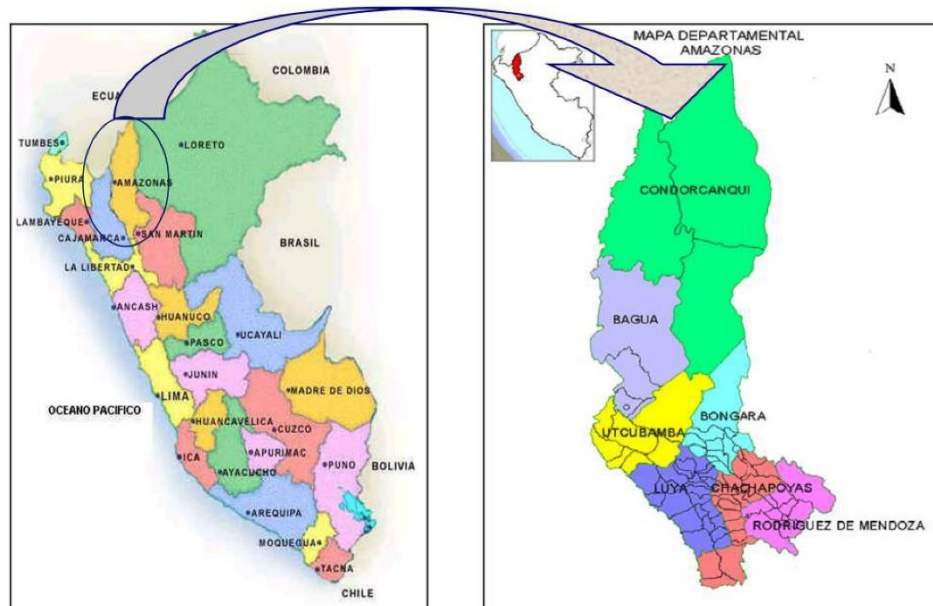 COLOMBIA
ECUA
TUMBES
LORETO
PIURA
AMAZONAS
LAMBAYEQUE
CAJAMARCA
SAN MARTIN
BRASIL
LA LIBERTAD
ANCASH
HUANUCO
UCAYALI
PASCO
JUNIN
MADRE DE DIOS
LIMA
OCEANO PACIFICO
HUANCAVÉLICA
CUZCO
ICA
APURIMAC
PUNO
BOLIVIA
AYACUCHO
AREQUIPA
MOQUEGUA
TACNA
CHILE
MAPA DEPARTAMENTAL
AMAZONAS
N
CONDORCANQUI
BAGUA
BONGARA
UTCUBAMBA
LUYA
CHACHAPOYAS
RODRIGUEZ DE MENDOZA